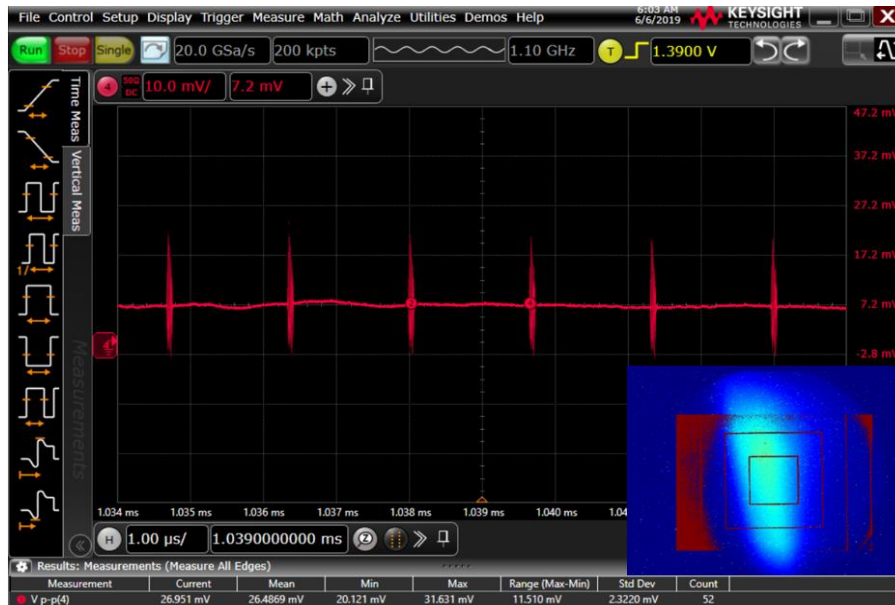 File Control Setup Display Trigger Measure Math Analyze Utilities Demos Help
6:03 AM
6/6/2019
KEYSIGHT
TECHNOLOGIES
Run Stop Single 20.0 GSa/s 200 kpts 1.10 GHz T 1.3900 V
Time Meas
Vertical Meas
Measurements
4 50Ω DC 10.0 mV/ 7.2 mV
47.2 mV
37.2 mV
27.2 mV
17.2 mV
7.2 mV
-2.8 mV
1/
2 4
4
1.034 ms 1.035 ms 1.036 ms 1.037 ms 1.038 ms 1.039 ms 1.040 ms
H 1.00 µs/ 1.0390000000 ms
Results: Measurements (Measure All Edges)
Measurement Current Mean Min Max Range (Max-Min) Std Dev Count
V p-p(4) 26.951 mV 26.4869 mV 20.121 mV 31.631 mV 11.510 mV 2.3220 mV 52